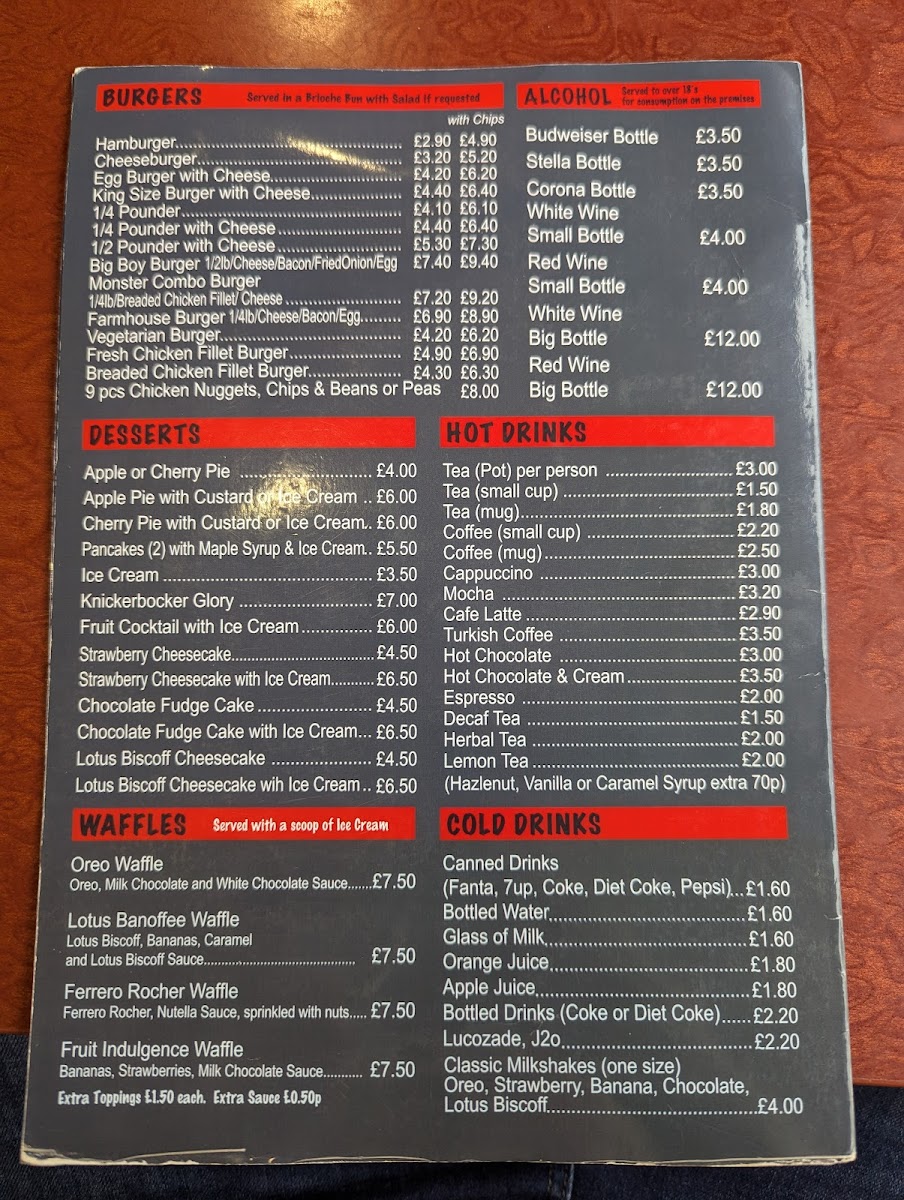 BURGERS Served in a Brioche Bun with Salad if requested
with Chips
Hamburger........ £2.90 £4.90
Cheeseburger........ £3.20 £5.20
Egg Burger with Cheese........ £4.20 £6.20
King Size Burger with Cheese........ £4.40 £6.40
1/4 Pounder........ £4.10 £6.10
1/4 Pounder with Cheese........ £4.40 £6.40
1/2 Pounder with Cheese........ £5.30 £7.30
Big Boy Burger 1/2lb/Cheese/Bacon/FriedOnion/Egg £7.40 £9.40
Monster Combo Burger
1/4lb/Breaded Chicken Fillet/ Cheese........ £7.20 £9.20
Farmhouse Burger 1/4lb/Cheese/Bacon/Egg........ £6.90 £8.90
Vegetarian Burger........ £4.20 £6.20
Fresh Chicken Fillet Burger........ £4.90 £6.90
Breaded Chicken Fillet Burger........ £4.30 £6.30
9 pcs Chicken Nuggets, Chips & Beans or Peas £8.00
ALCOHOL Served to over 18's
for consumption on the premises
Budweiser Bottle £3.50
Stella Bottle £3.50
Corona Bottle £3.50
White Wine
Small Bottle £4.00
Red Wine
Small Bottle £4.00
White Wine
Big Bottle £12.00
Red Wine
Big Bottle £12.00
DESSERTS
Apple or Cherry Pie ........ £4.00
Apple Pie with Custard or Ice Cream .. £6.00
Cherry Pie with Custard or Ice Cream.. £6.00
Pancakes (2) with Maple Syrup & Ice Cream.. £5.50
Ice Cream ........ £3.50
Knickerbocker Glory ........ £7.00
Fruit Cocktail with Ice Cream........ £6.00
Strawberry Cheesecake........ £4.50
Strawberry Cheesecake with Ice Cream........ £6.50
Chocolate Fudge Cake ........ £4.50
Chocolate Fudge Cake with Ice Cream... £6.50
Lotus Biscoff Cheesecake ........ £4.50
Lotus Biscoff Cheesecake wih Ice Cream.. £6.50
HOT DRINKS
Tea (Pot) per person ........ £3.00
Tea (small cup) ........ £1.50
Tea (mug)........ £1.80
Coffee (small cup) ........ £2.20
Coffee (mug)........ £2.50
Cappuccino ........ £3.00
Mocha ........ £3.20
Cafe Latte ........ £2.90
Turkish Coffee ........ £3.50
Hot Chocolate ........ £3.00
Hot Chocolate & Cream........ £3.50
Espresso ........ £2.00
Decaf Tea ........ £1.50
Herbal Tea ........ £2.00
Lemon Tea ........ £2.00
(Hazlenut, Vanilla or Caramel Syrup extra 70p)
WAFFLES Served with a scoop of Ice Cream
Oreo Waffle
Oreo, Milk Chocolate and White Chocolate Sauce......£7.50
Lotus Banoffee Waffle
Lotus Biscoff, Bananas, Caramel
and Lotus Biscoff Sauce........ £7.50
Ferrero Rocher Waffle
Ferrero Rocher, Nutella Sauce, sprinkled with nuts..... £7.50
Fruit Indulgence Waffle
Bananas, Strawberries, Milk Chocolate Sauce........ £7.50
Extra Toppings £1.50 each. Extra Sauce £0.50p
COLD DRINKS
Canned Drinks
(Fanta, 7up, Coke, Diet Coke, Pepsi)...£1.60
Bottled Water........£1.60
Glass of Milk........£1.60
Orange Juice........£1.80
Apple Juice........£1.80
Bottled Drinks (Coke or Diet Coke)......£2.20
Lucozade, J2o........£2.20
Classic Milkshakes (one size)
Oreo, Strawberry, Banana, Chocolate,
Lotus Biscoff........£4.00